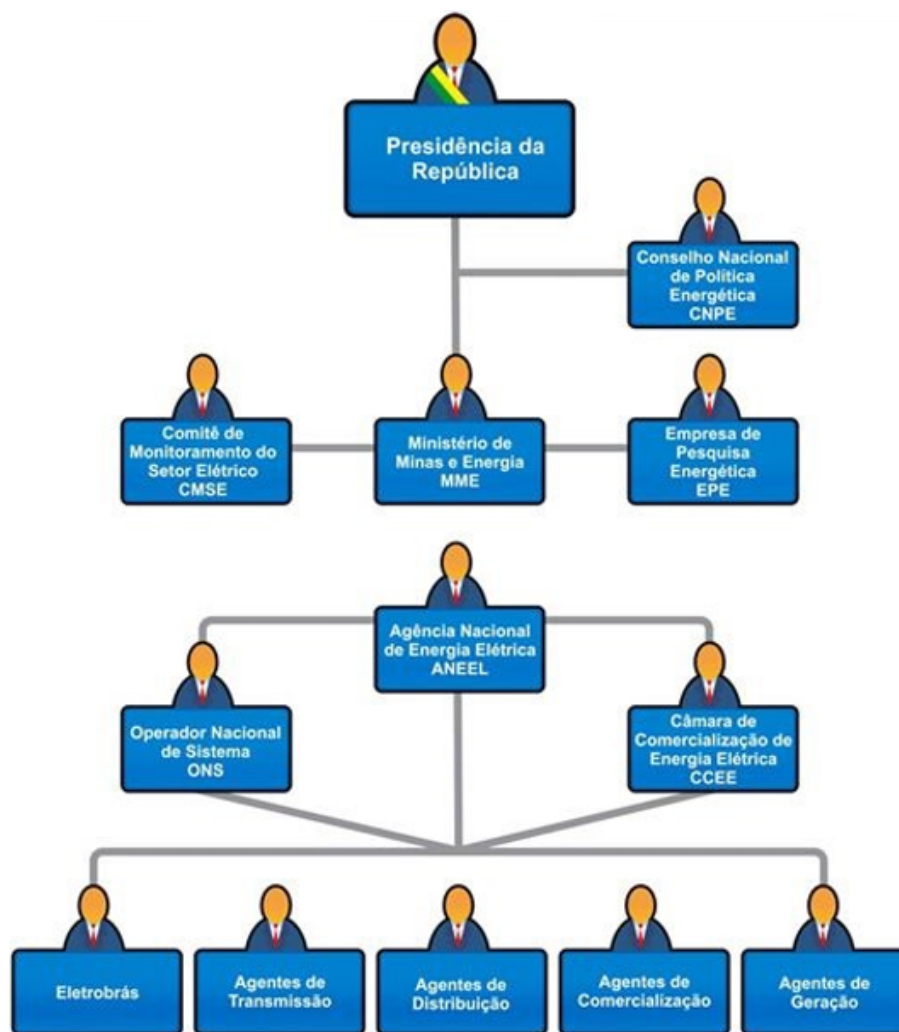 Presidência da
República
Conselho Nacional
de Política
Energética
CNPE
Comitê de
Monitoramento do
Setor Elétrico
CMSE
Ministério de
Minas e Energia
MME
Empresa de
Pesquisa
Energética
EPE
Agência Nacional
de Energia Elétrica
ANEEL
Operador Nacional
de Sistema
ONS
Câmara de
Comercialização de
Energia Elétrica
CCEE
Eletrobrás
Agentes de
Transmissão
Agentes de
Distribuição
Agentes de
Comercialização
Agentes de
Geração